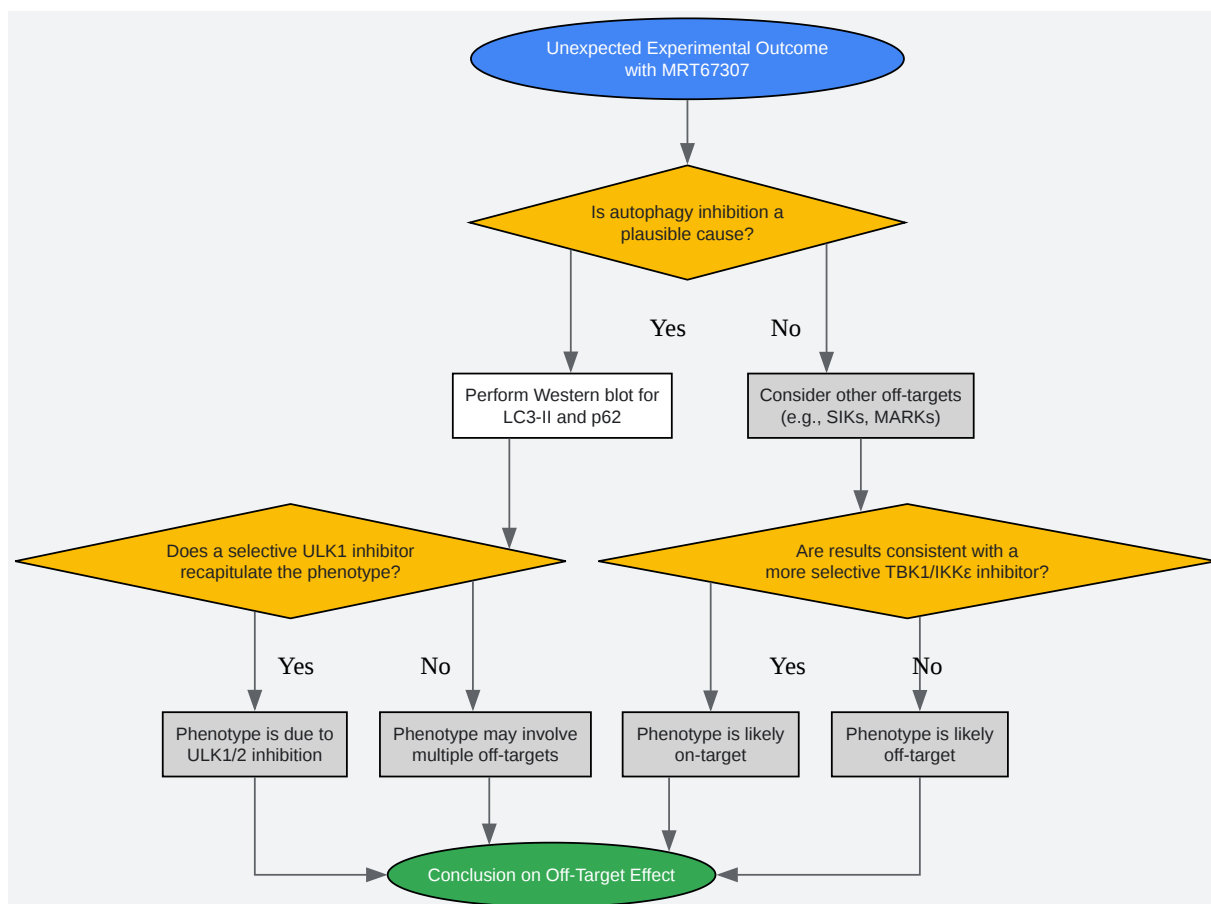 Unexpected Experimental Outcome
with MRT67307
Is autophagy inhibition a
plausible cause?
Yes
No
Perform Western blot for
LC3-II and p62
Consider other off-targets
(e.g., SIKs, MARKs)
Does a selective ULK1 inhibitor
recapitulate the phenotype?
Are results consistent with a
more selective TBK1/IKKε inhibitor?
Yes
No
Yes
No
Phenotype is due to
ULK1/2 inhibition
Phenotype may involve
multiple off-targets
Phenotype is likely
on-target
Phenotype is likely
off-target
Conclusion on Off-Target Effect